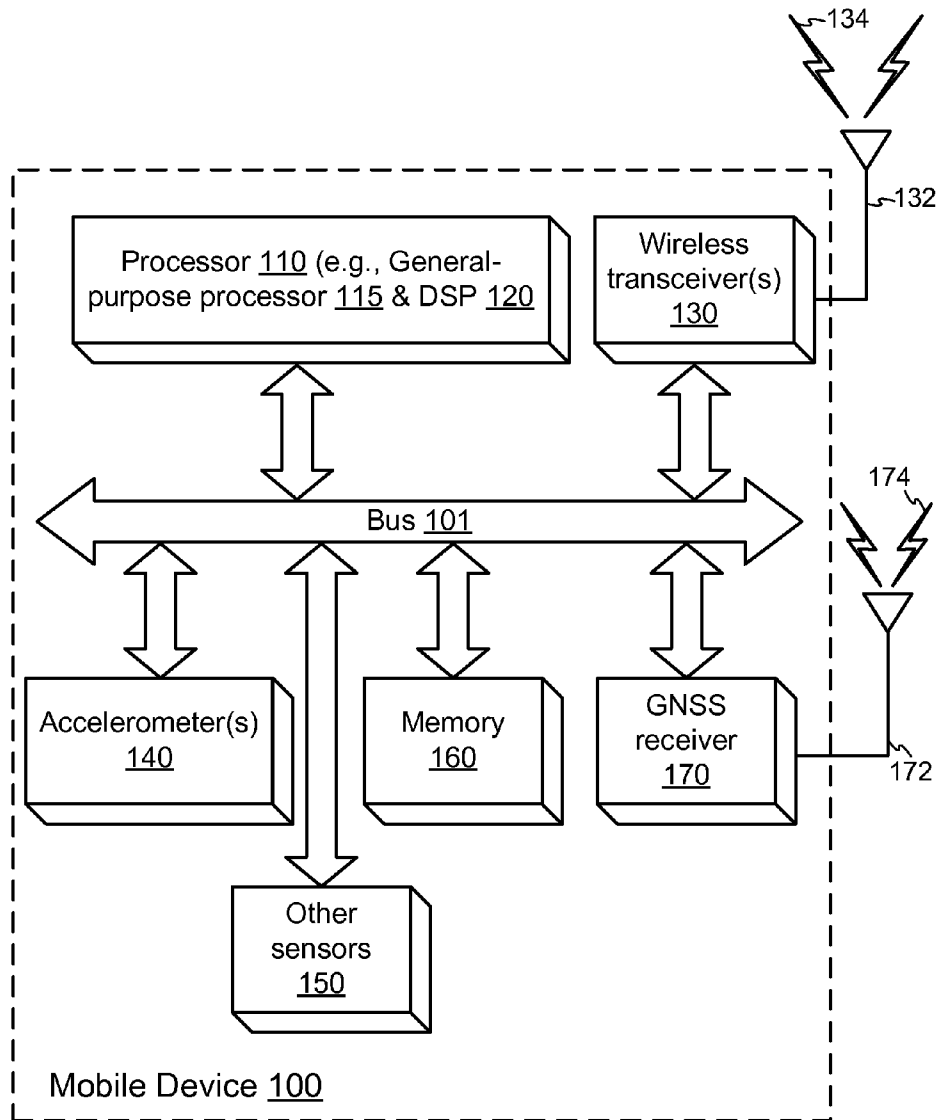 134
132
Processor 110 (e.g., General-
purpose processor 115 & DSP 120
Wireless
transceiver(s)
130
Bus 101
174
Accelerometer(s)
140
Memory
160
GNSS
receiver
170
172
Other
sensors
150
Mobile Device 100